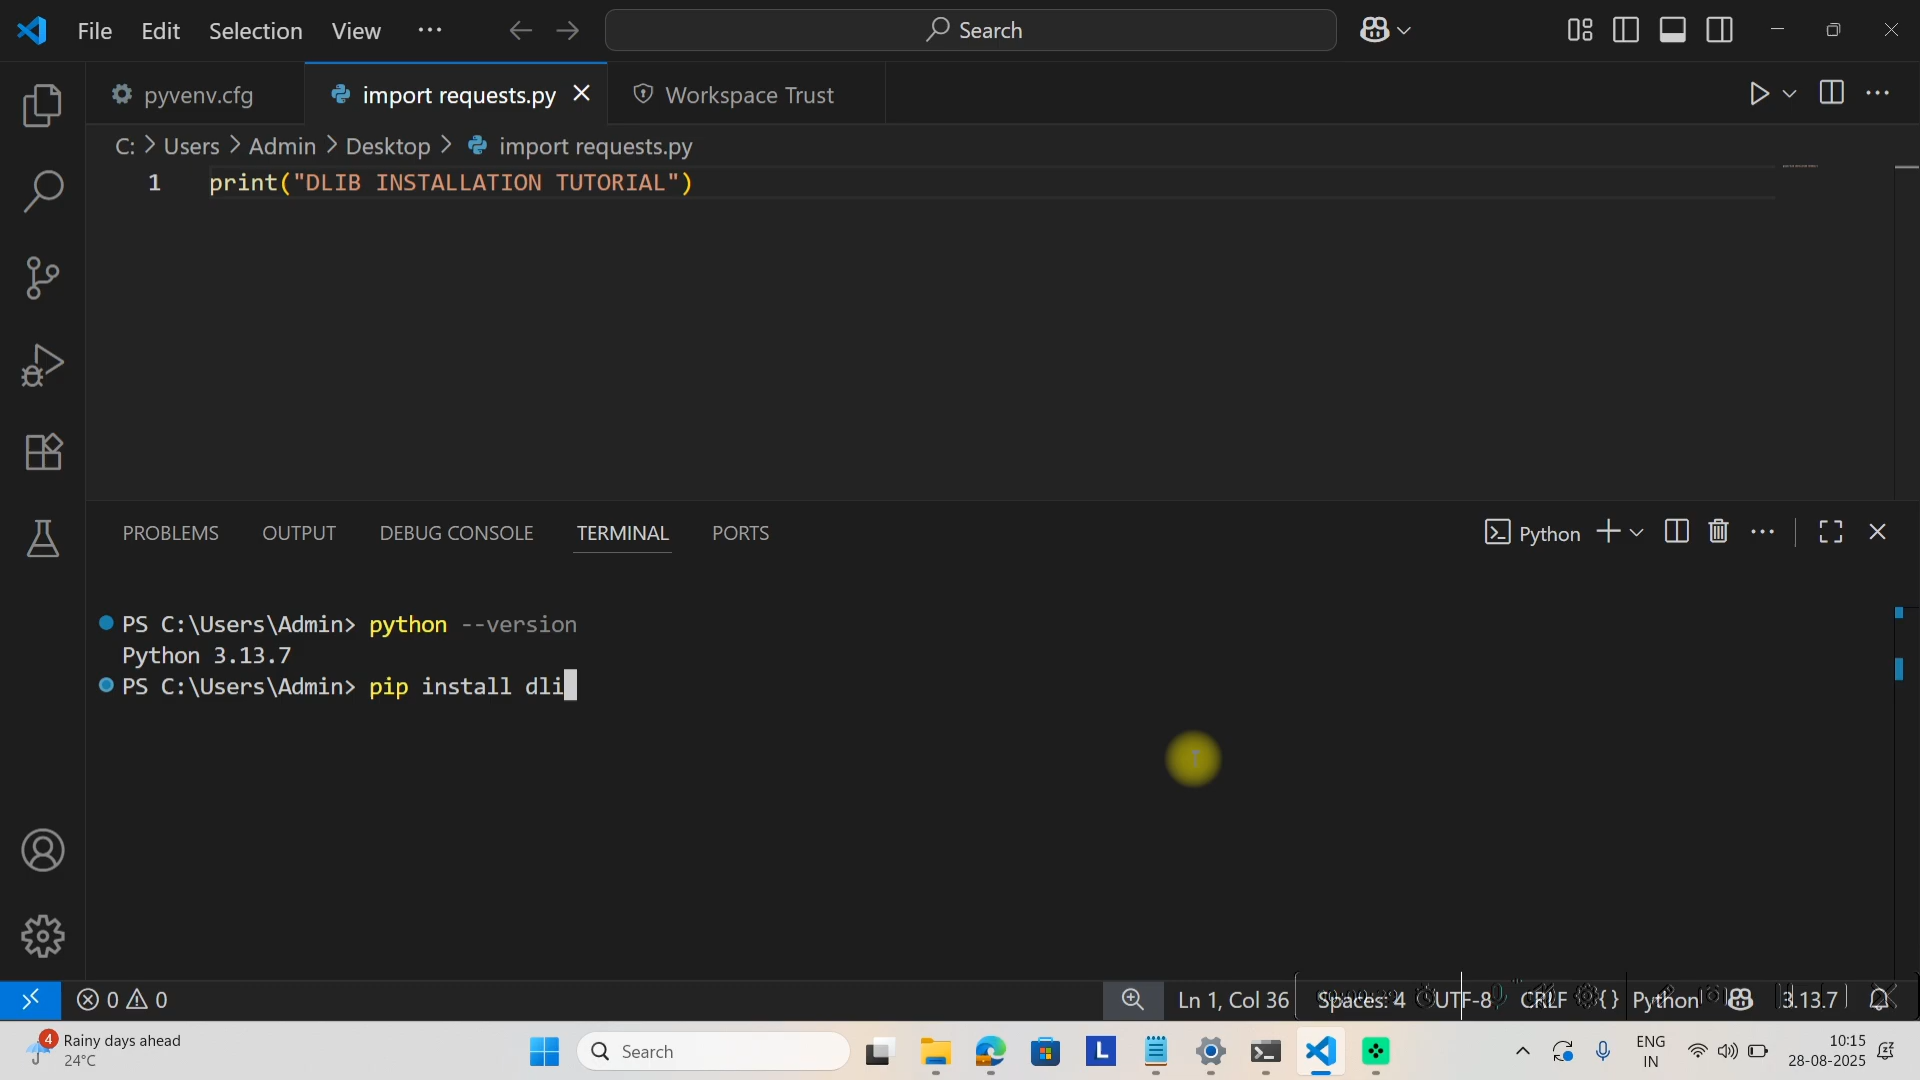 File Edit Selection View ··· Search
pyvenv.cfg import requests.py Workspace Trust
C: > Users > Admin > Desktop > import requests.py
1 print("DLIB INSTALLATION TUTORIAL")
PROBLEMS OUTPUT DEBUG CONSOLE TERMINAL PORTS Python
PS C:\Users\Admin> python --version
Python 3.13.7
PS C:\Users\Admin> pip install dli
0 0 Ln 1, Col 36 Spaces: 4 UTF-8 CRLF {} Python 3.13.7
4 Rainy days ahead
24°C
Search
L
ENG
IN
10:15
28-08-2025